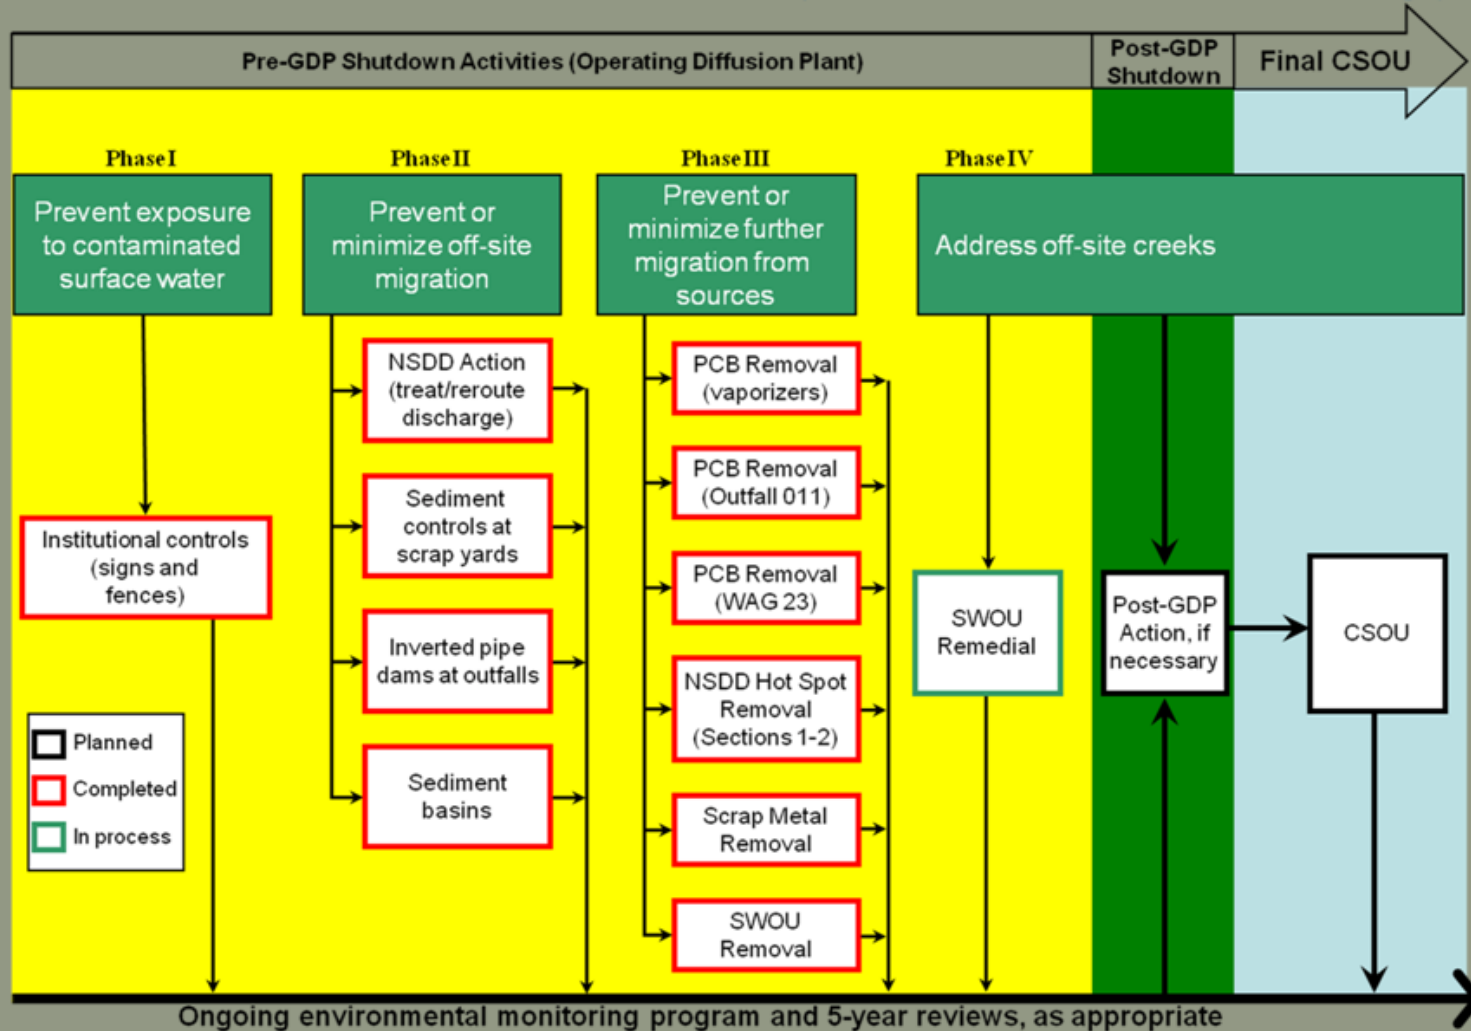 Pre-GDP Shutdown Activities (Operating Diffusion Plant)
Post-GDP
Shutdown
Final CSOU
Phase I
Phase II
Phase III
Phase IV
Prevent exposure
to contaminated
surface water
Prevent or
minimize off-site
migration
Prevent or
minimize further
migration from
sources
Address off-site creeks
Institutional controls
(signs and
fences)
NSDD Action
(treat/reroute
discharge)
Sediment
controls at
scrap yards
Inverted pipe
dams at outfalls
Sediment
basins
PCB Removal
(vaporizers)
PCB Removal
(Outfall 011)
PCB Removal
(WAG 23)
NSDD Hot Spot
Removal
(Sections 1-2)
Scrap Metal
Removal
SWOU
Removal
SWOU
Remedial
Post-GDP
Action, if
necessary
CSOU
Planned
Completed
In process
Ongoing environmental monitoring program and 5-year reviews, as appropriate